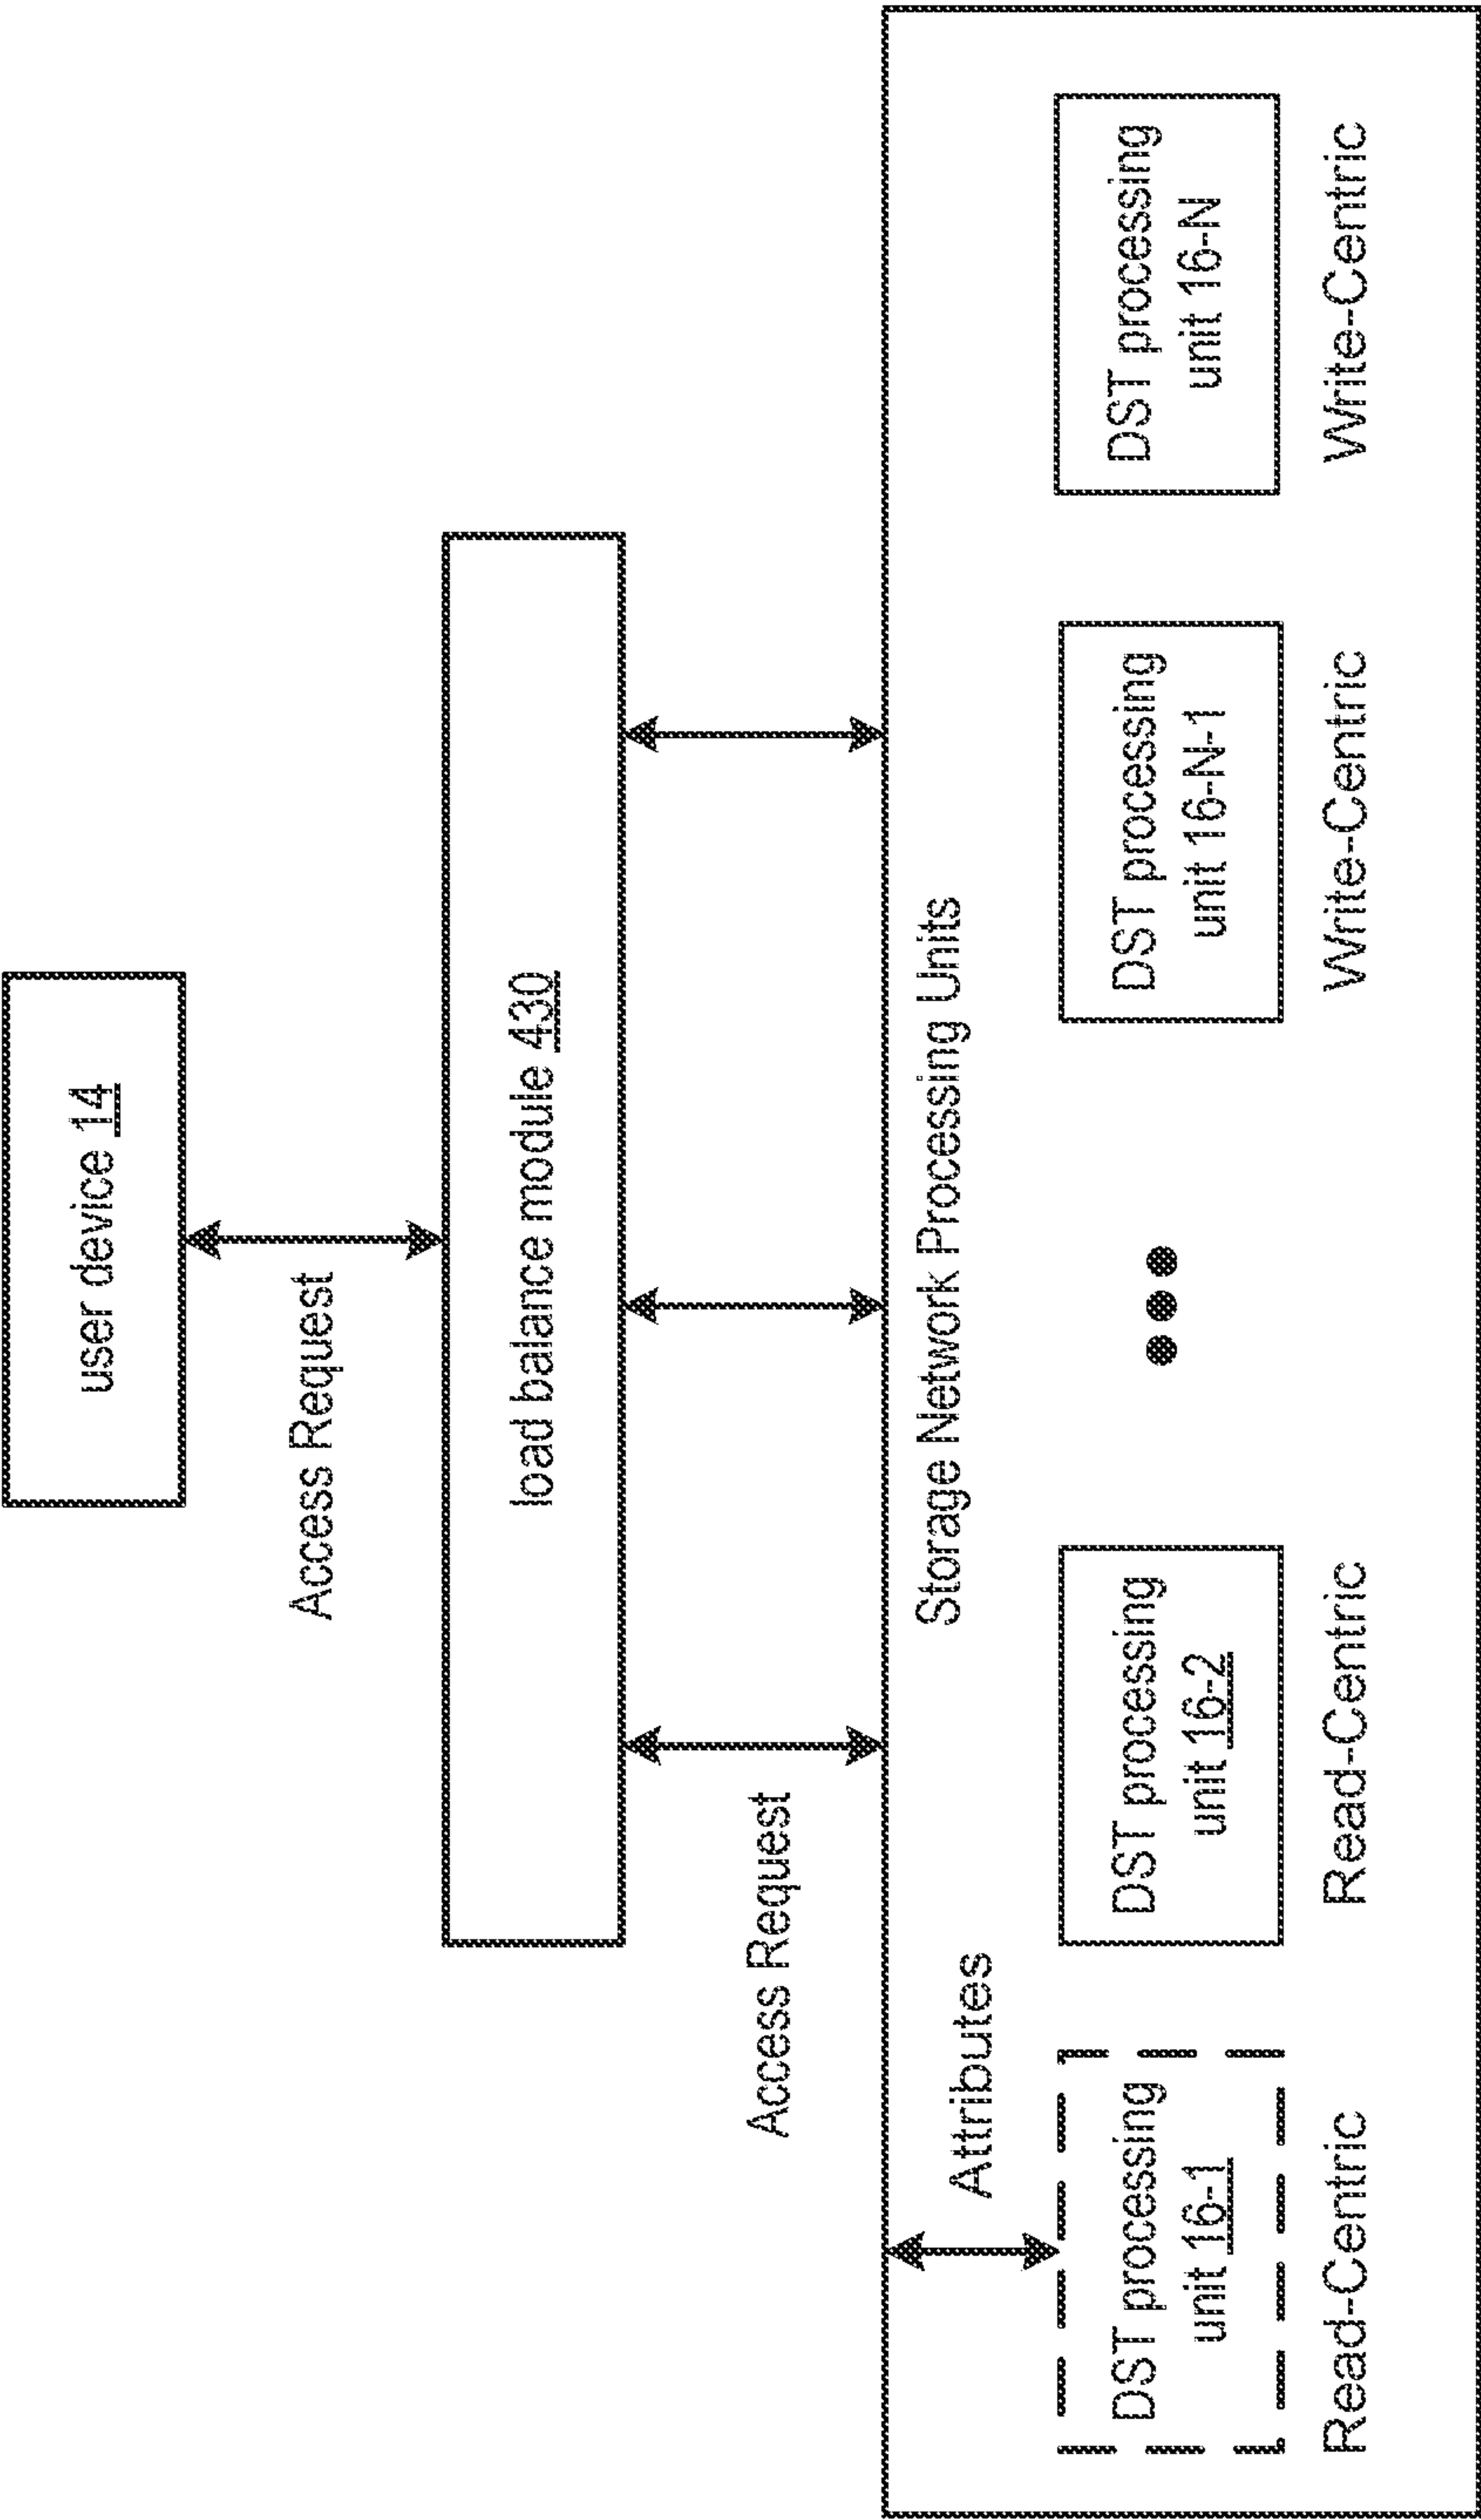 user device 14
Access Request
load balance module 430
Access Request
Storage Network Processing Units
Attributes
DST processing
unit 16-1
Read-Centric
DST processing
unit 16-2
Read-Centric
DST processing
unit 16-N-1
Write-Centric
DST processing
unit 16-N
Write-Centric